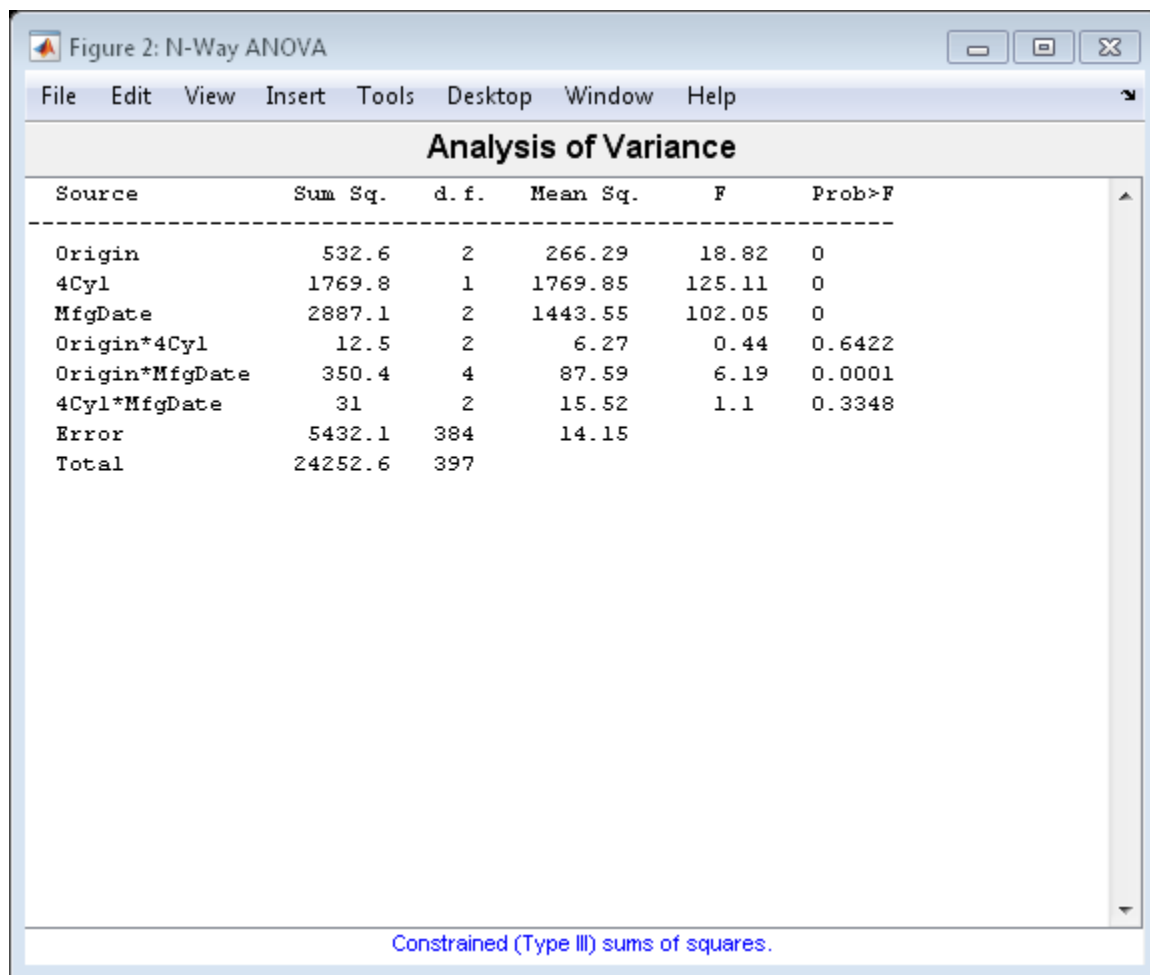 Figure 2: N-Way ANOVA
File Edit View Insert Tools Desktop Window Help
Analysis of Variance
Source Sum Sq. d.f. Mean Sq. F Prob>F
--------------------------------------------------------------
Origin 532.6 2 266.29 18.82 0
4Cyl 1769.8 1 1769.85 125.11 0
MfgDate 2887.1 2 1443.55 102.05 0
Origin*4Cyl 12.5 2 6.27 0.44 0.6422
Origin*MfgDate 350.4 4 87.59 6.19 0.0001
4Cyl*MfgDate 31 2 15.52 1.1 0.3348
Error 5432.1 384 14.15
Total 24252.6 397
Constrained (Type III) sums of squares.